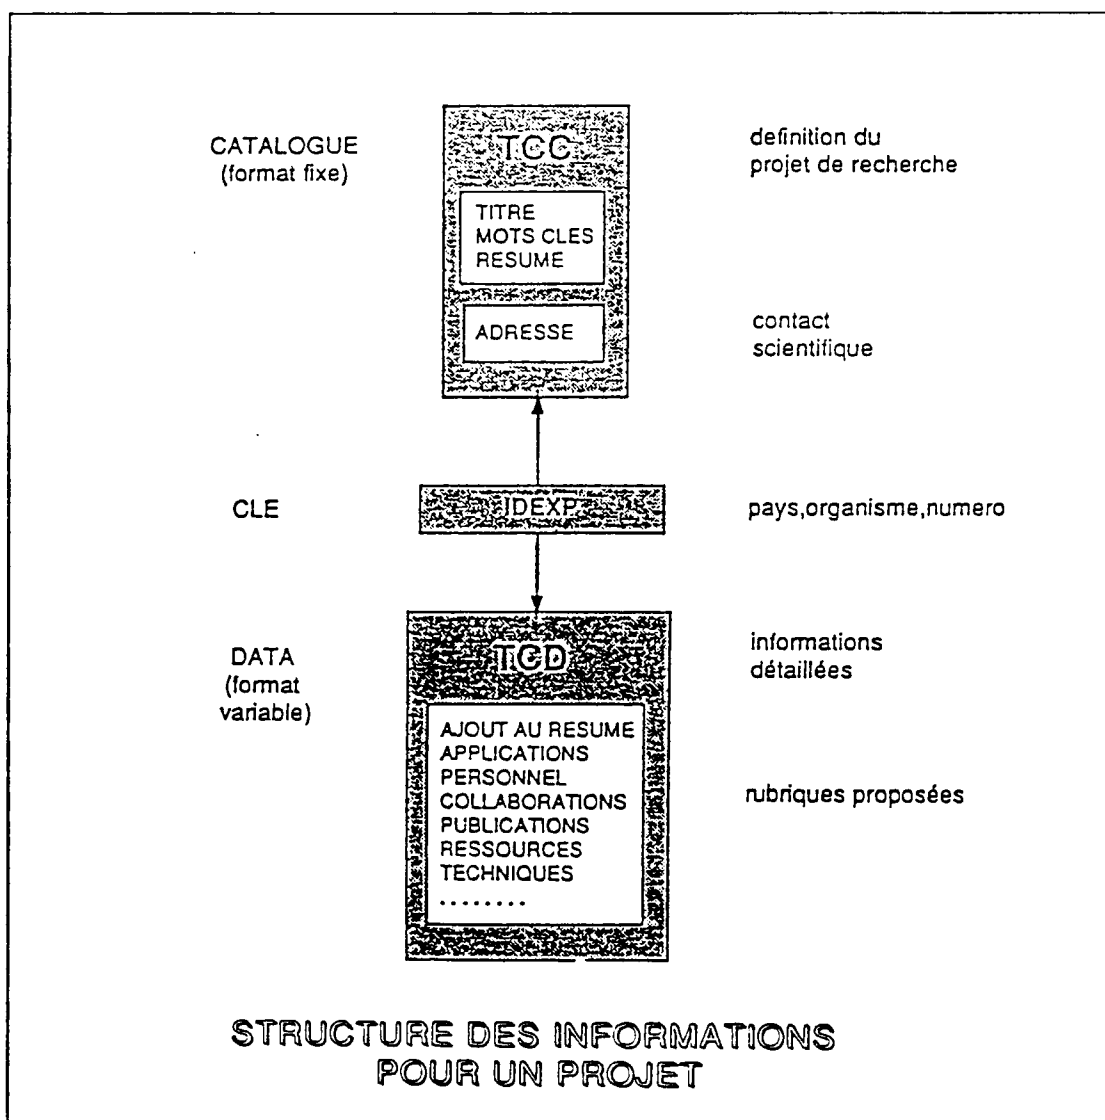 CATALOGUE
(format fixe)
TCC
definition du
projet de recherche
TITRE
MOTS CLES
RESUME
ADRESSE
contact
scientifique
CLE
IDEXP
pays,organisme,numero
DATA
(format
variable)
TCD
informations
détaillées
AJOUT AU RESUME
APPLICATIONS
PERSONNEL
COLLABORATIONS
PUBLICATIONS
RESSOURCES
TECHNIQUES
........
rubriques proposées
STRUCTURE DES INFORMATIONS
POUR UN PROJET